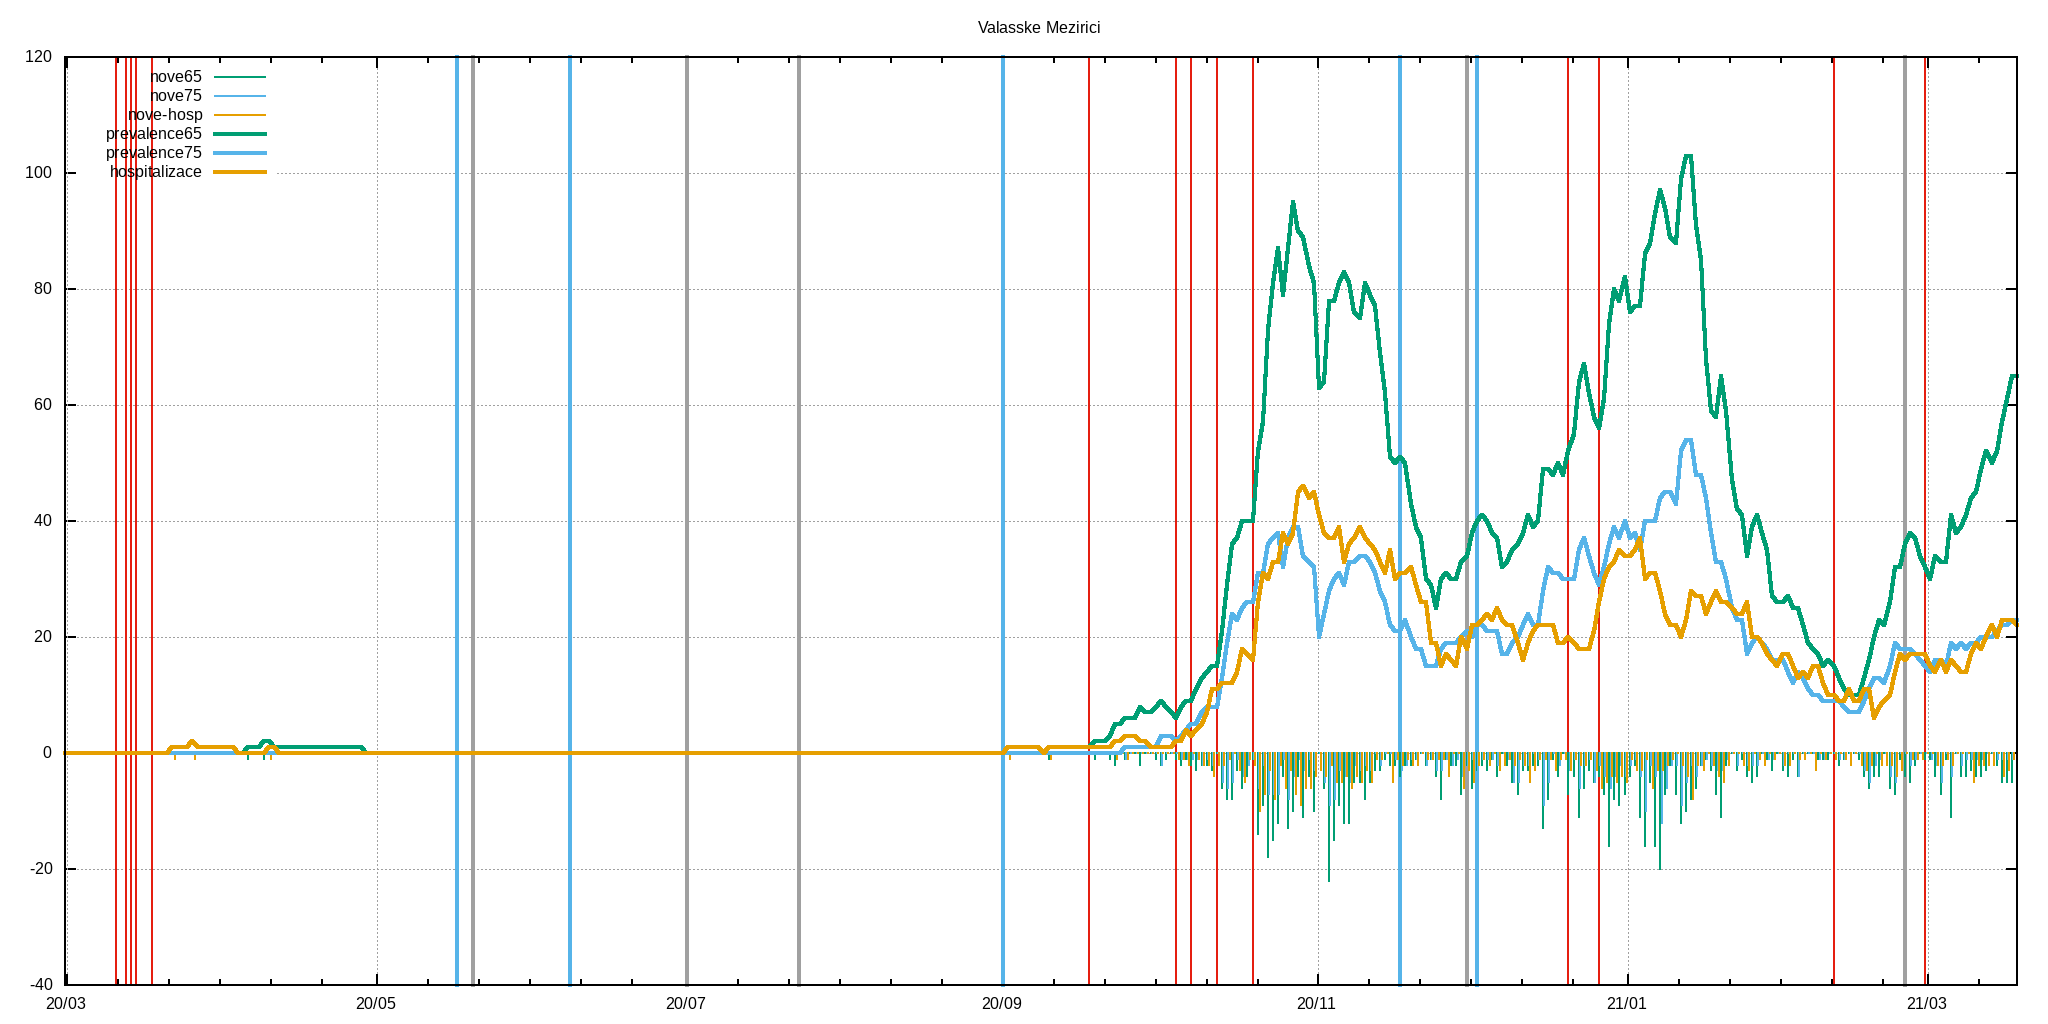 Valasske Mezirici
120
nove65
nove75
nove-hosp
prevalence65
prevalence75
hospitalizace
100
80
60
40
20
0
-20
-40
20/03 20/05 20/07 20/09 20/11 21/01 21/03